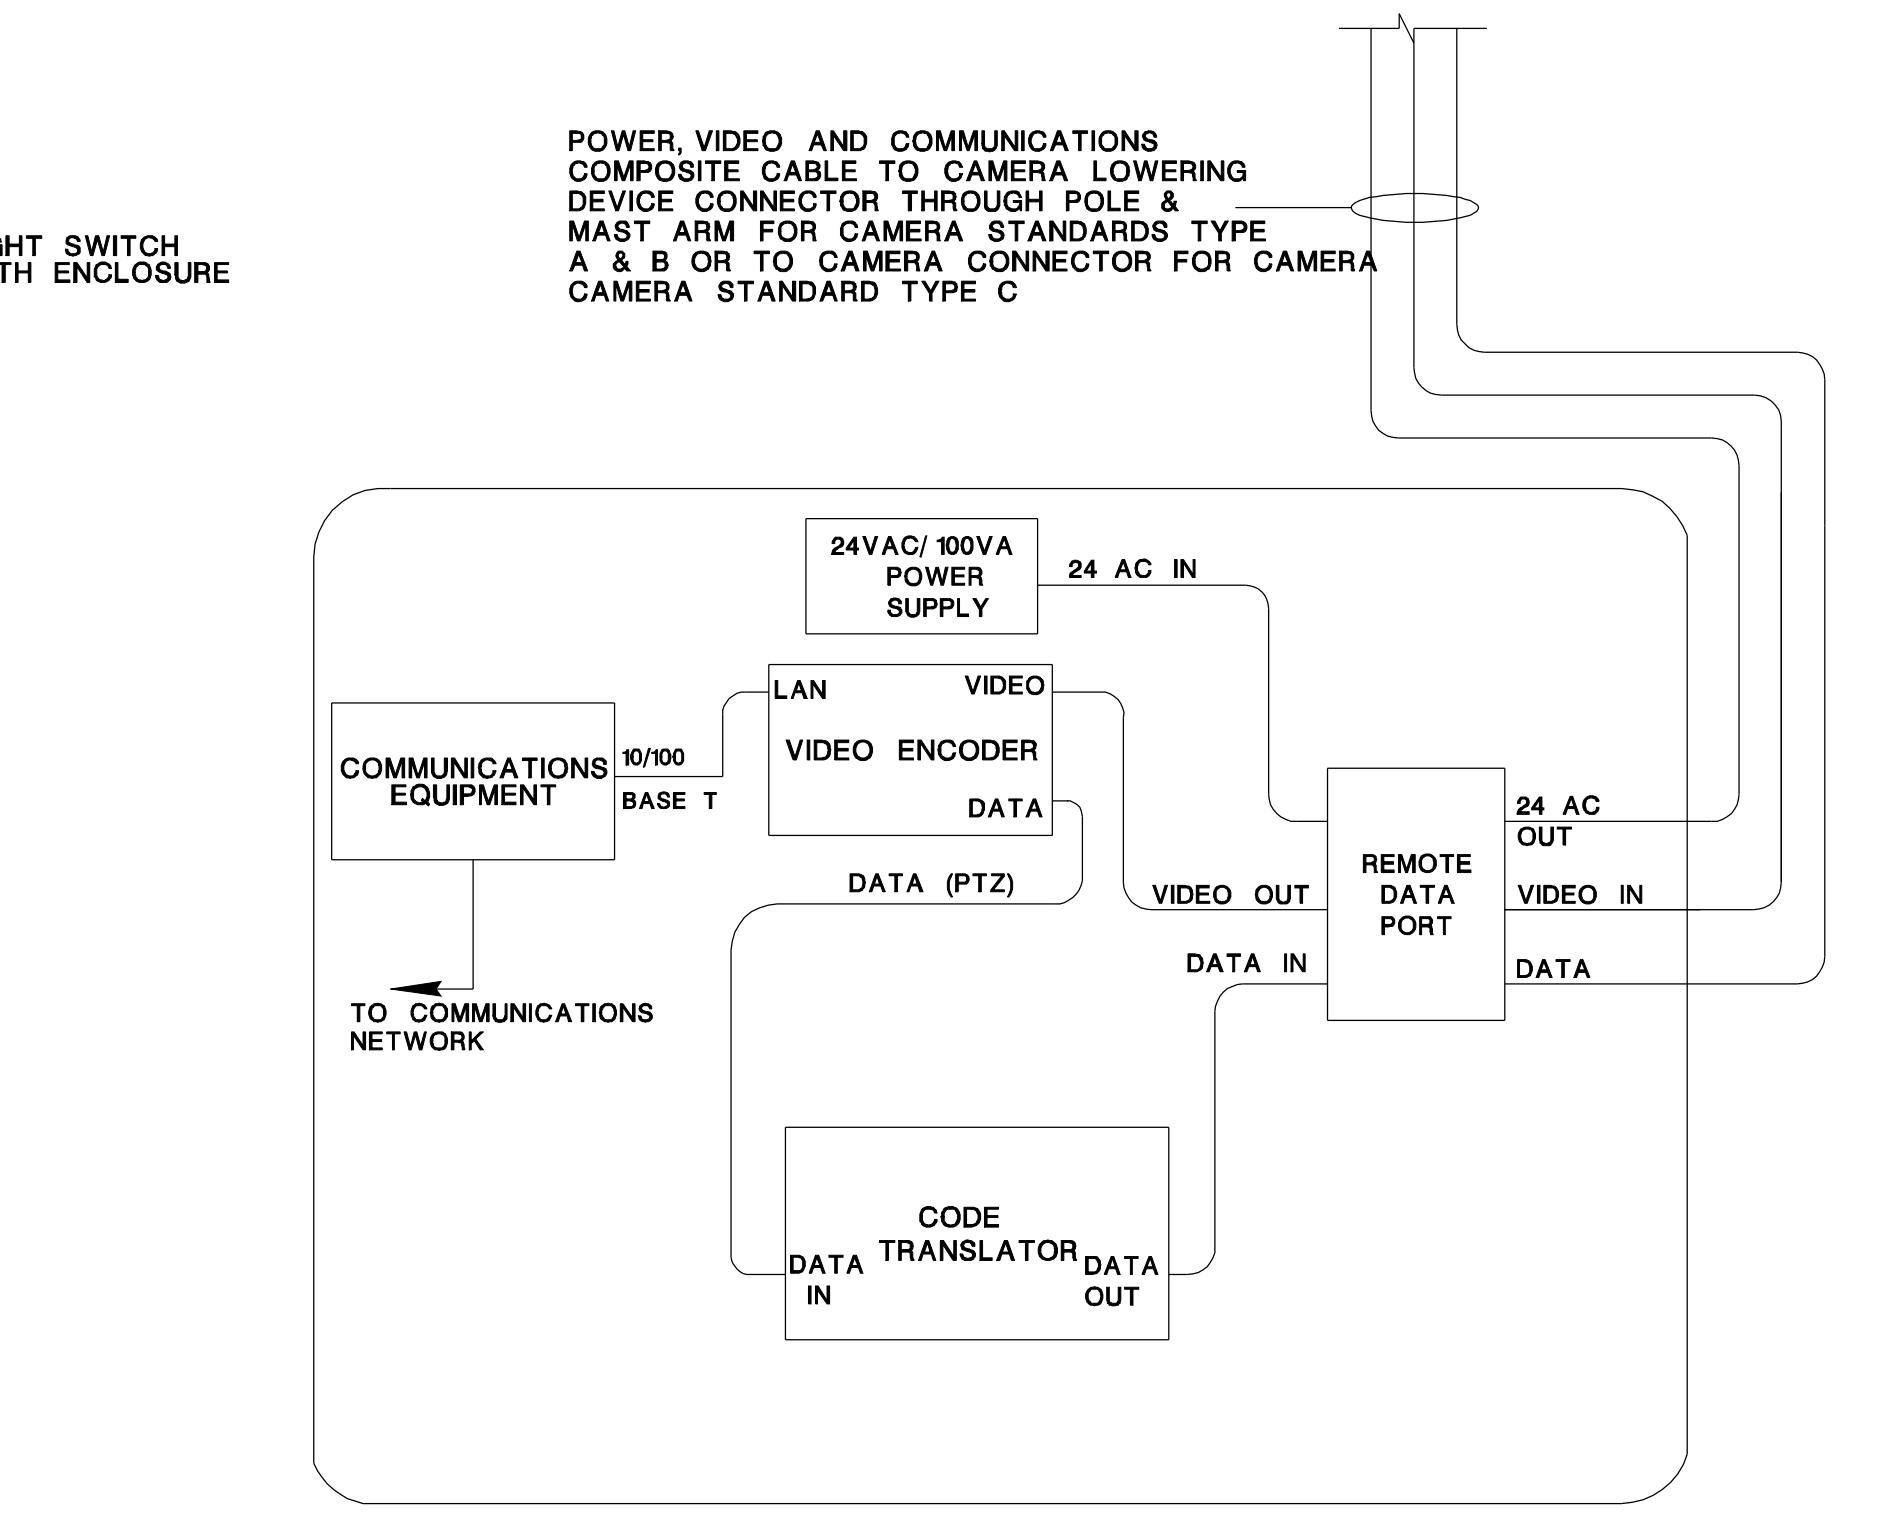 POWER, VIDEO AND COMMUNICATIONS
COMPOSITE CABLE TO CAMERA LOWERING
DEVICE CONNECTOR THROUGH POLE &
MAST ARM FOR CAMERA STANDARDS TYPE
A & B OR TO CAMERA CONNECTOR FOR CAMERA
CAMERA STANDARD TYPE C
SWITCH
ENCLOSURE
24VAC/100VA
POWER
SUPPLY
24 AC IN
LAN
VIDEO
VIDEO ENCODER
DATA
COMMUNICATIONS
EQUIPMENT
10/100
BASE T
DATA (PTZ)
VIDEO OUT
DATA IN
REMOTE
DATA
PORT
24 AC
OUT
VIDEO IN
DATA
TO COMMUNICATIONS
NETWORK
CODE
TRANSLATOR
DATA
IN
DATA
OUT